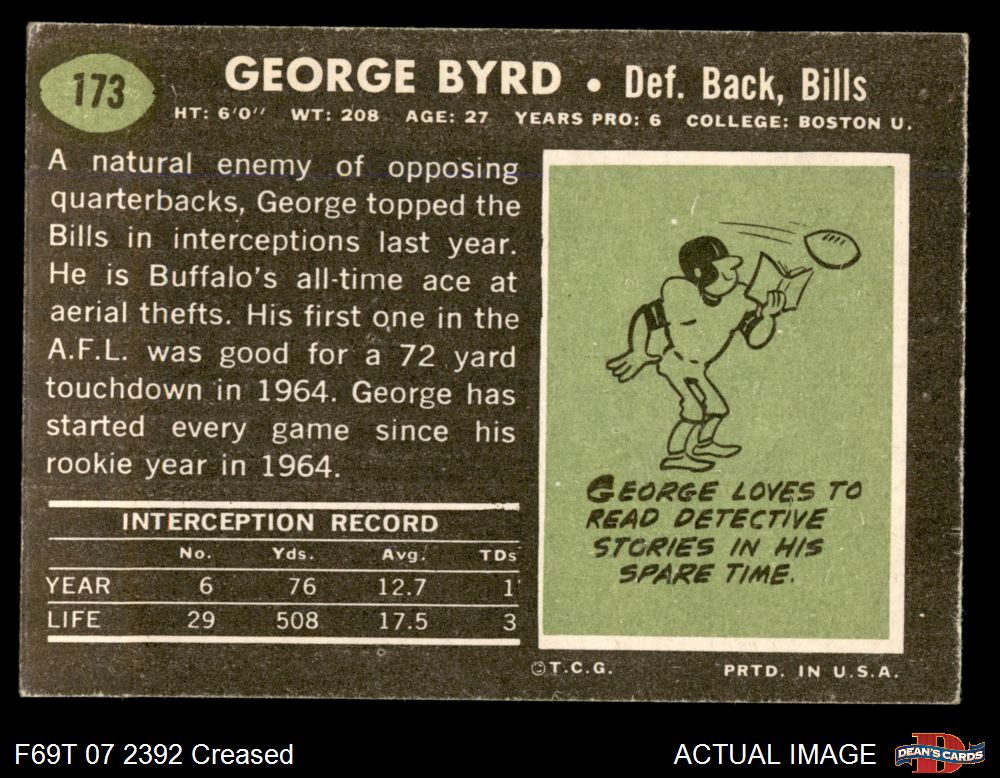 173
GEORGE BYRD • Def. Back, Bills
HT: 6'0" WT: 208 AGE: 27 YEARS PRO: 6 COLLEGE: BOSTON U.
A natural enemy of opposing
quarterbacks, George topped the
Bills in interceptions last year.
He is Buffalo's all-time ace at
aerial thefts. His first one in the
A.F.L. was good for a 72 yard
touchdown in 1964. George has
started every game since his
rookie year in 1964.
INTERCEPTION RECORD
No. Yds. Avg. TDs
YEAR 6 76 12.7 1
LIFE 29 508 17.5 3
GEORGE LOVES TO
READ DETECTIVE
STORIES IN HIS
SPARE TIME.
©T.C.G. PRTD. IN U.S.A.
F69T 07 2392 Creased
ACTUAL IMAGE
DEAN'S CARDS